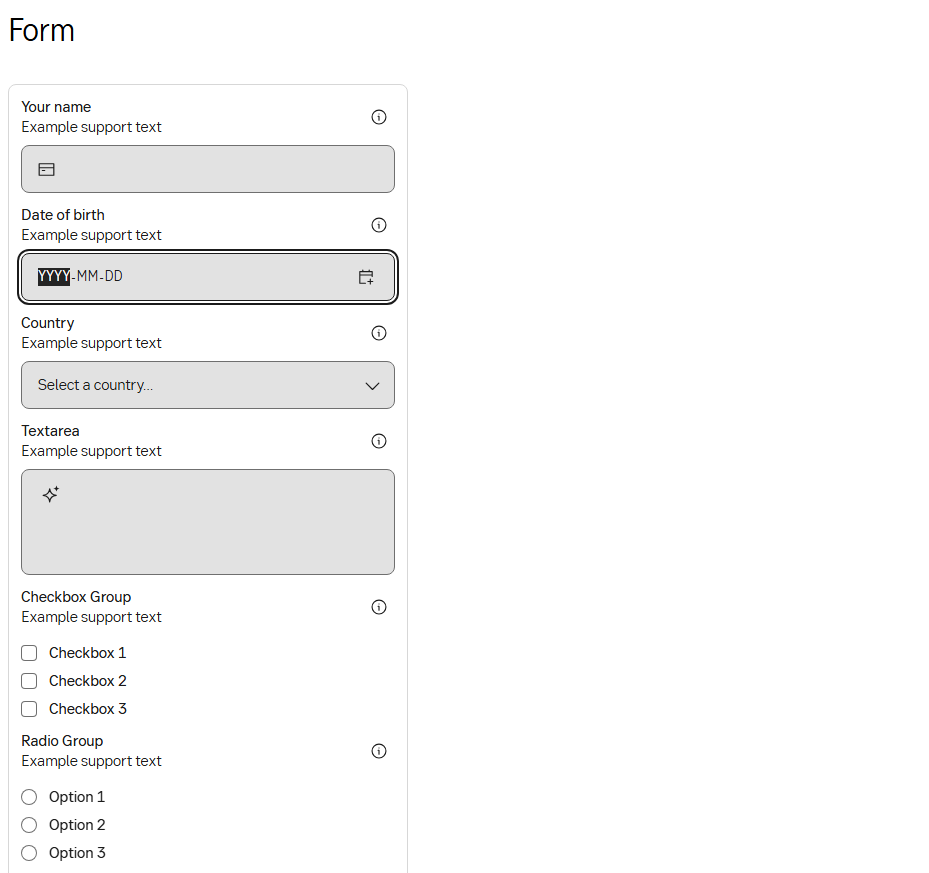 Form
Your name
Example support text
Date of birth
Example support text
YYYY-MM-DD
Country
Example support text
Select a country...
Textarea
Example support text
Checkbox Group
Example support text
Checkbox 1
Checkbox 2
Checkbox 3
Radio Group
Example support text
Option 1
Option 2
Option 3